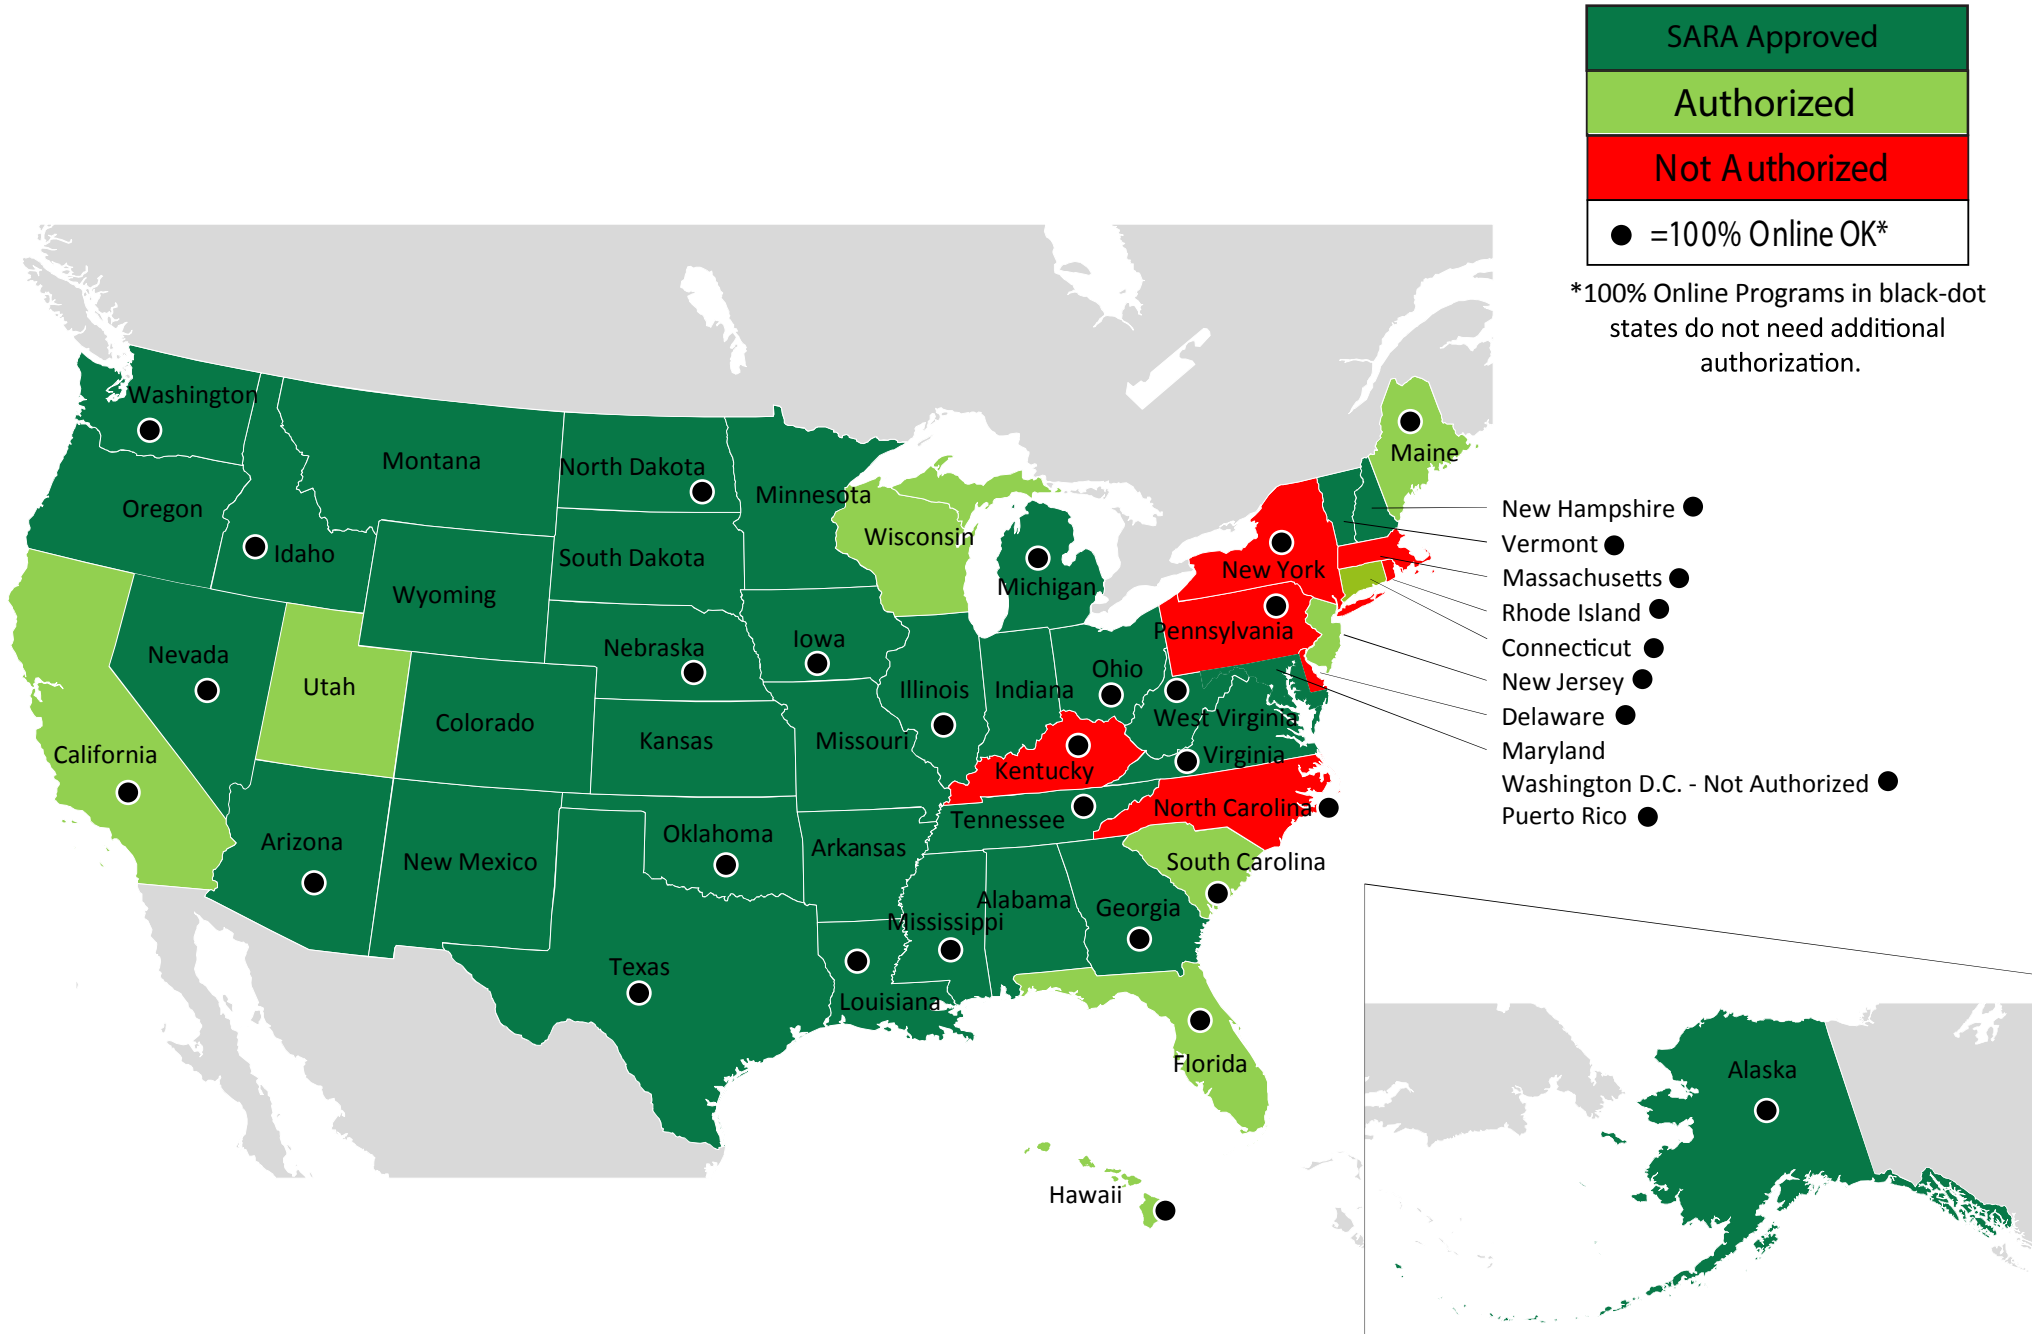 SARA Approved
Authorized
Not Authorized
● =100% Online OK*
*100% Online Programs in black-dot
states do not need additional
authorization.
Washington
Montana
North Dakota
Minnesota
Maine
Oregon
Idaho
Wyoming
South Dakota
Wisconsin
Michigan
New York
New Hampshire
Vermont
Massachusetts
Rhode Island
Connecticut
New Jersey
Delaware
Maryland
Washington D.C. - Not Authorized
Puerto Rico
Nevada
Utah
Nebraska
Iowa
Pennsylvania
Illinois
Indiana
Ohio
California
Colorado
Kansas
Missouri
West Virginia
Virginia
Kentucky
North Carolina
Tennessee
Arizona
New Mexico
Oklahoma
Arkansas
South Carolina
Mississippi
Alabama
Georgia
Texas
Louisiana
Florida
Hawaii
Alaska